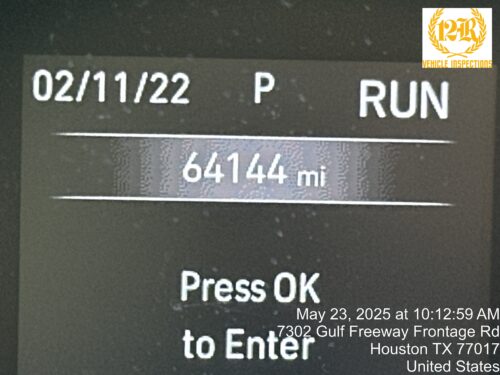 12R
VEHICLE INSPECTIONS
02/11/22 P RUN
64144 mi
Press OK
to Enter
May 23, 2025 at 10:12:59 AM
7302 Gulf Freeway Frontage Rd
Houston TX 77017
United States